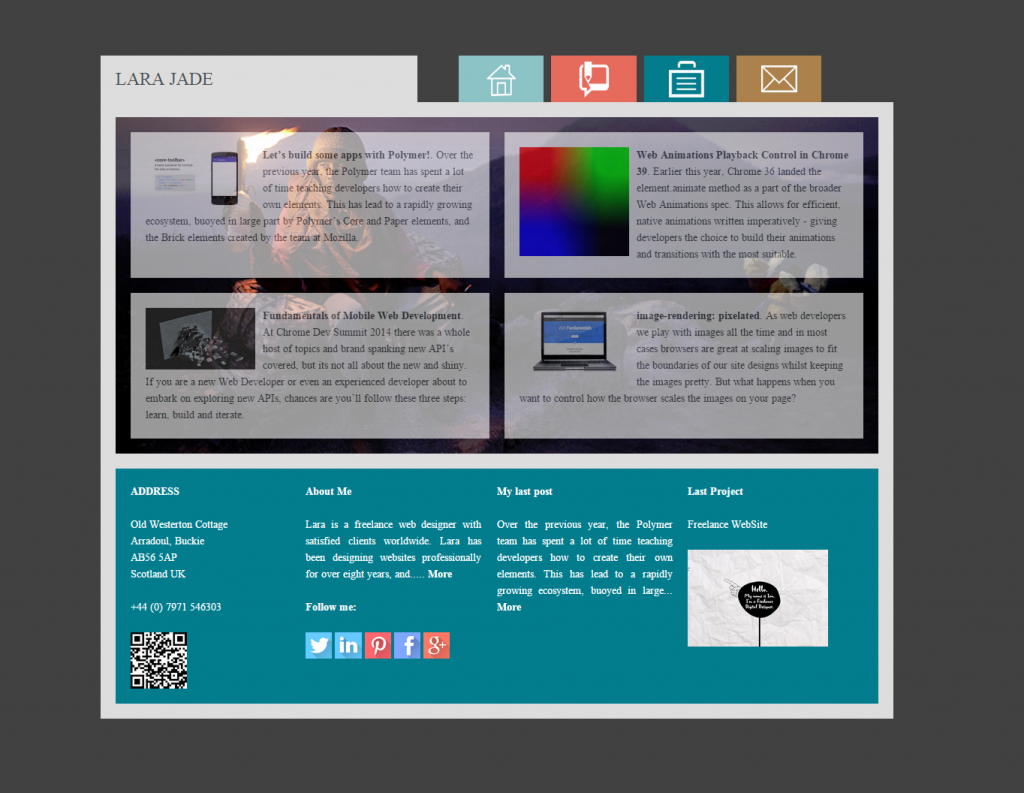 LARA JADE
Let's build some apps with Polymer!. Over the
previous year, the Polymer team has spent a lot
of time teaching developers how to create their
own elements. This has lead to a rapidly growing
ecosystem, buoyed in large part by Polymer's Core and Paper elements, and
the Brick elements created by the team at Mozilla.
Web Animations Playback Control in Chrome
39. Earlier this year, Chrome 36 landed the
element.animate method as a part of the broader
Web Animations spec. This allows for efficient,
native animations written imperatively - giving
developers the choice to build their animations
and transitions with the most suitable.
Fundamentals of Mobile Web Development.
At Chrome Dev Summit 2014 there was a whole
host of topics and brand spanking new API's
covered, but its not all about the new and shiny.
If you are a new Web Developer or even an experienced developer about to
embark on exploring new APIs, chances are you'll follow these three steps:
learn, build and iterate.
image-rendering: pixelated. As web developers
we play with images all the time and in most
cases browsers are great at scaling images to fit
the boundaries of our site designs whilst keeping
the images pretty. But what happens when you
want to control how the browser scales the images on your page?
ADDRESS
Old Westerton Cottage
Arradoul, Buckie
AB56 5AP
Scotland UK
+44 (0) 7971 546303
About Me
Lara is a freelance web designer with
satisfied clients worldwide. Lara has
been designing websites professionally
for over eight years, and..... More
Follow me:
in
f
g+
My last post
Over the previous year, the Polymer
team has spent a lot of time teaching
developers how to create their own
elements. This has lead to a rapidly
growing ecosystem, buoyed in large...
More
Last Project
Freelance WebSite
Hello,